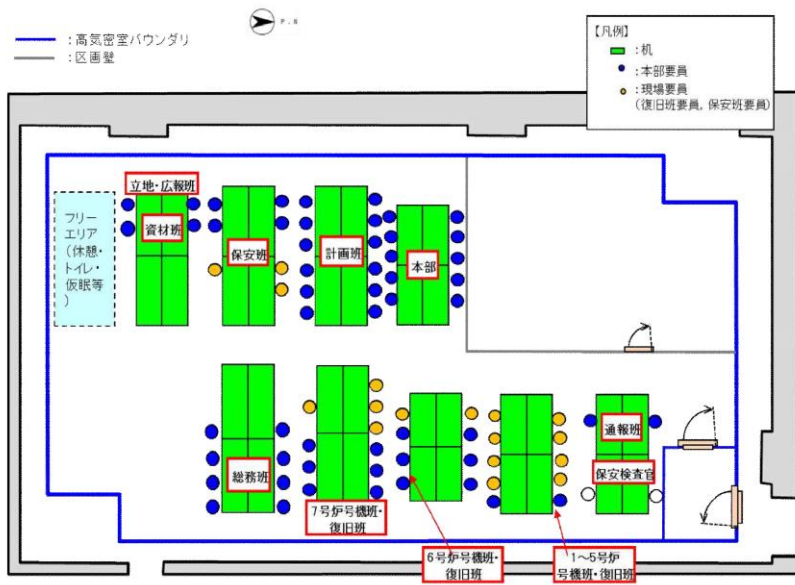 P.N
：高気密室バウンダリ
：区画壁
【凡例】
：机
：本部要員
：現場要員
（復旧班要員，保安班要員）
フリー
エリア
（休憩・
トイレ・
仮眠等
）
立地・広報班
資材班
保安班
計画班
本部
総務班
7号炉号機班・
復旧班
6号炉号機班・
復旧班
1～5号炉
号機班・復旧班
通報班
保安検査官